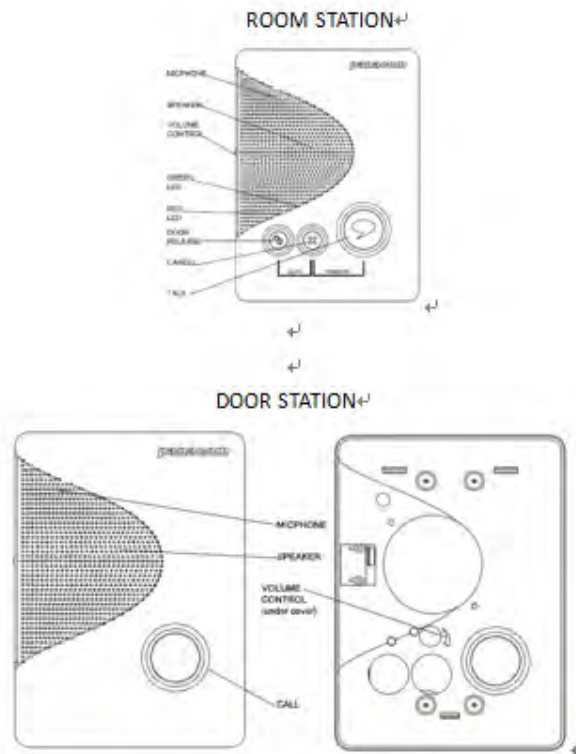 ROOM STATION
MICPHONE
SPEAKER
VOLUME
CONTROL
GREEN
LED
RED
LED
DOOR
RELEASE
CANCEL
TALK
DOOR STATION
MICPHONE
SPEAKER
VOLUME
CONTROL
(under cover)
CALL